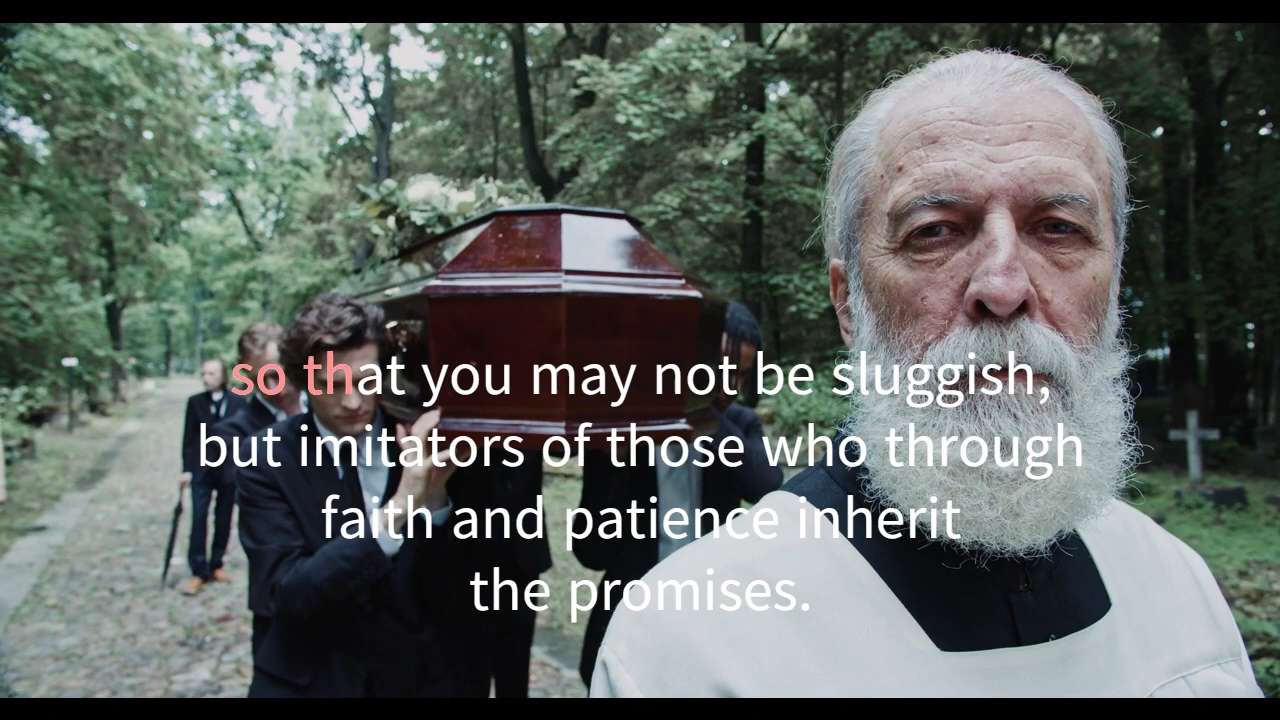 so that you may not be sluggish,
but imitators of those who through
faith and patience inherit
the promises.